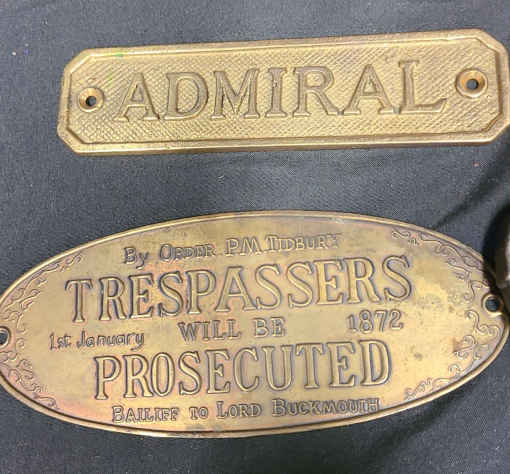 ADMIRAL
By Order P.M. Tidbury
TRESPASSERS
1st January WILL BE 1872
PROSECUTED
Bailiff to Lord Buckmouth